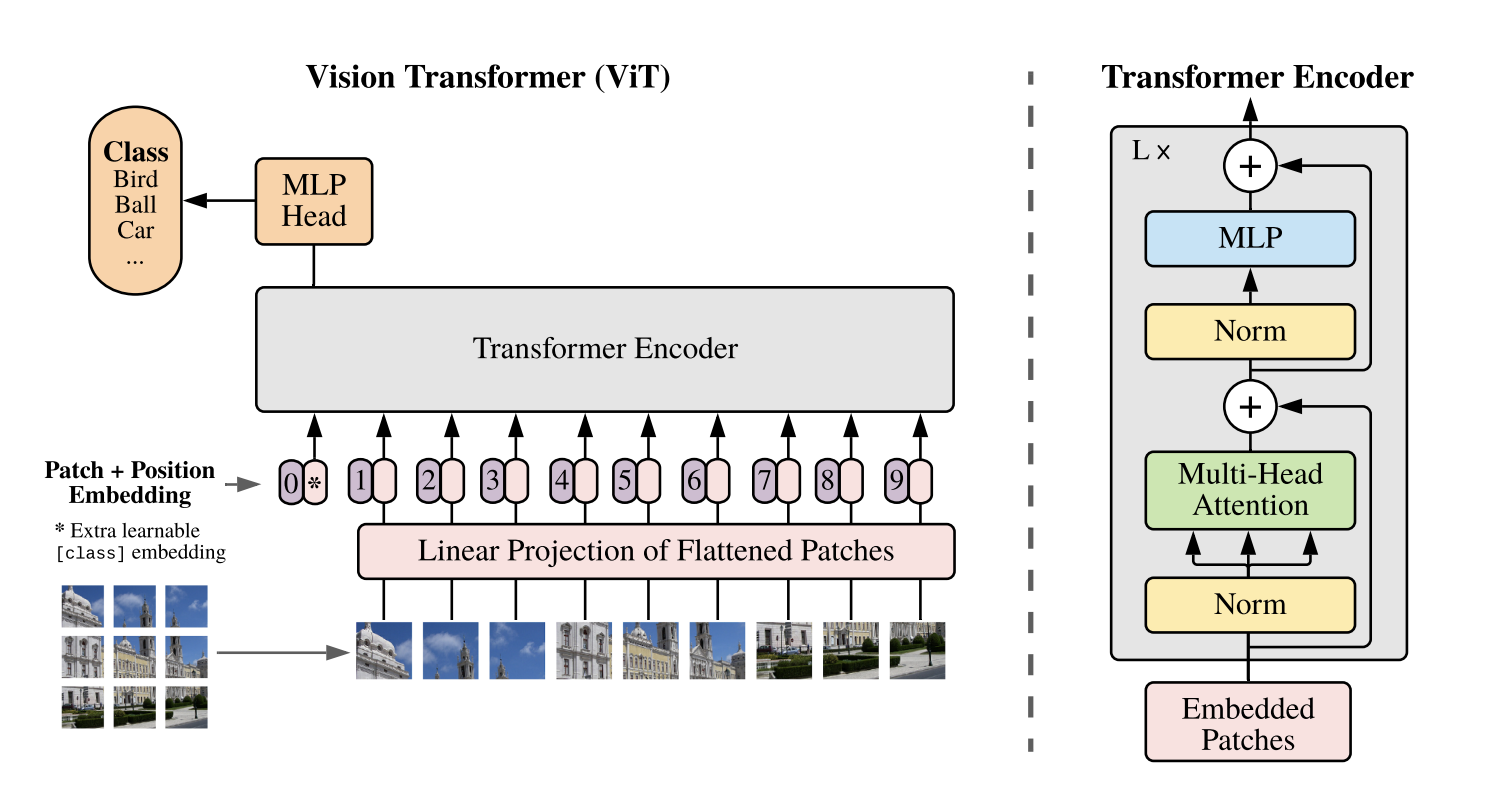 Vision Transformer (ViT)
Class
Bird
Ball
Car
...
MLP
Head
Transformer Encoder
Patch + Position
Embedding
0 * 1 2 3 4 5 6 7 8 9
* Extra learnable
[class] embedding
Linear Projection of Flattened Patches
Transformer Encoder
L x
+
MLP
Norm
+
Multi-Head
Attention
Norm
Embedded
Patches